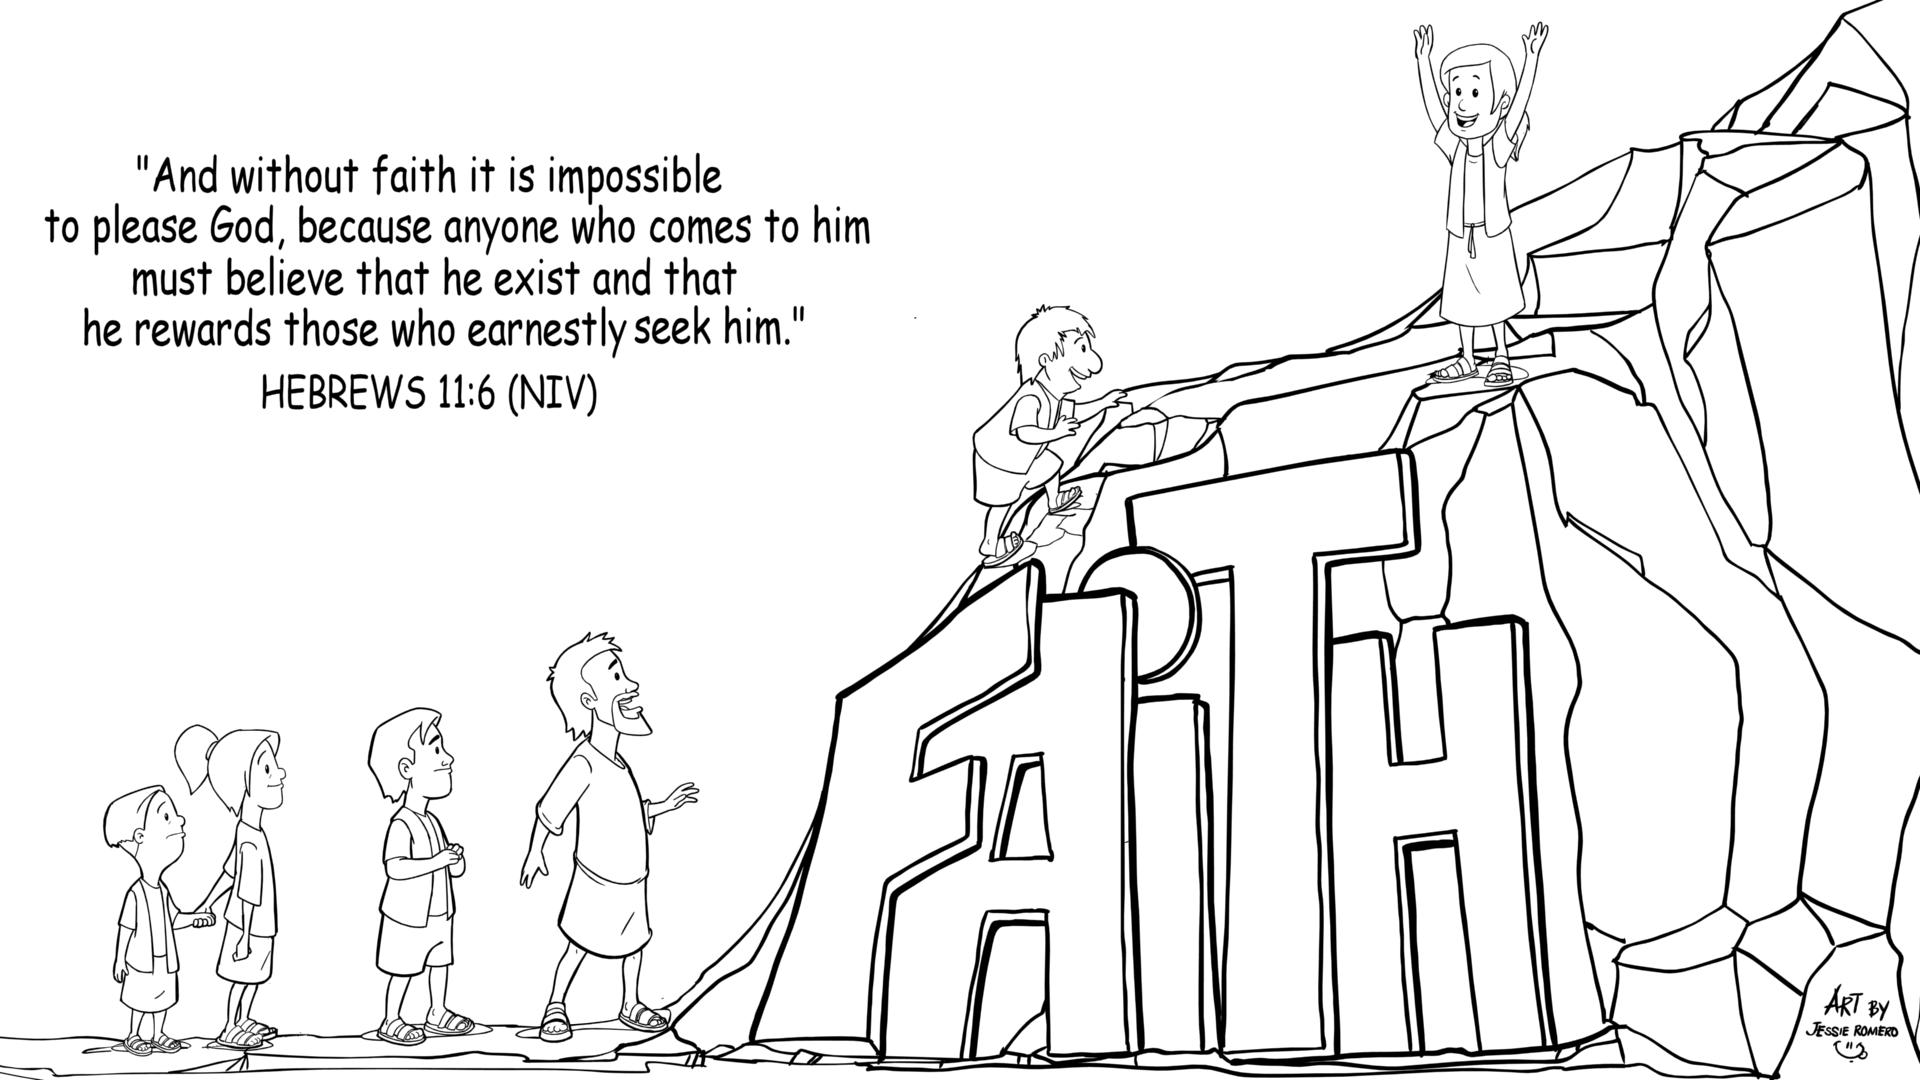 "And without faith it is impossible
to please God, because anyone who comes to him
must believe that he exist and that
he rewards those who earnestly seek him."
HEBREWS 11:6 (NIV)
FAiTH
ART BY
JESSIE ROMERO